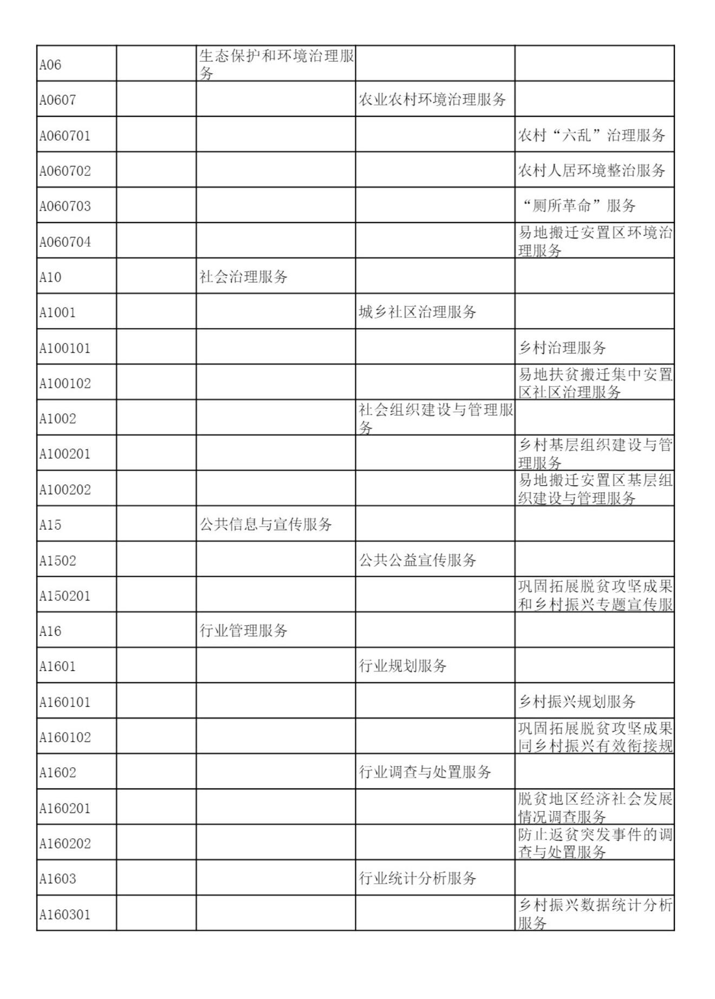 A06
生态保护和环境治理服
务
A0607
农业农村环境治理服务
A060701
农村“六乱”治理服务
A060702
农村人居环境整治服务
A060703
“厕所革命”服务
A060704
易地搬迁安置区环境治
理服务
A10
社会治理服务
A1001
城乡社区治理服务
A100101
乡村治理服务
A100102
易地扶贫搬迁集中安置
区社区治理服务
A1002
社会组织建设与管理服
务
A100201
乡村基层组织建设与管
理服务
A100202
易地搬迁安置区基层组
织建设与管理服务
A15
公共信息与宣传服务
A1502
公共公益宣传服务
A150201
巩固拓展脱贫攻坚成果
和乡村振兴专题宣传服
A16
行业管理服务
A1601
行业规划服务
A160101
乡村振兴规划服务
A160102
巩固拓展脱贫攻坚成果
同乡村振兴有效衔接规
A1602
行业调查与处置服务
A160201
脱贫地区经济社会发展
情况调查服务
A160202
防止返贫突发事件的调
查与处置服务
A1603
行业统计分析服务
A160301
乡村振兴数据统计分析
服务